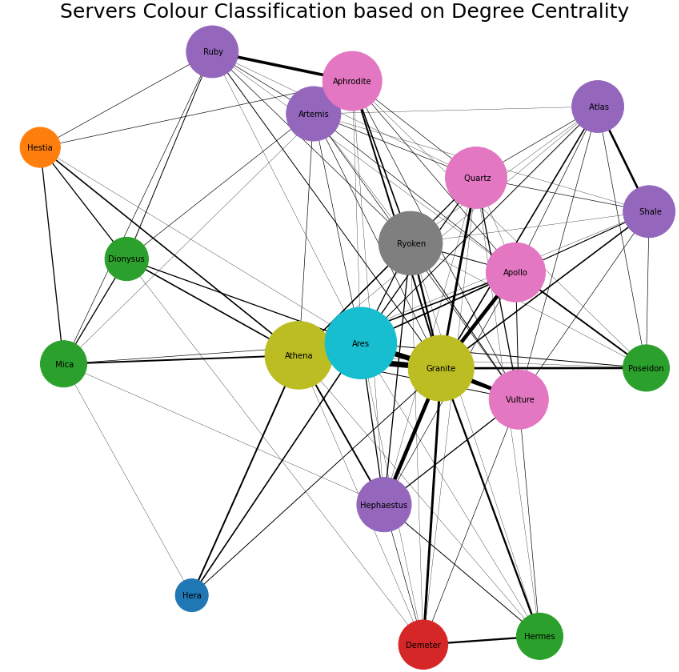 Servers Colour Classification based on Degree Centrality
Ruby
Aphrodite
Artemis
Atlas
Hestia
Quartz
Shale
Ryoken
Dionysus
Apollo
Ares
Athena
Mica
Granite
Poseidon
Vulture
Hephaestus
Hera
Hermes
Demeter